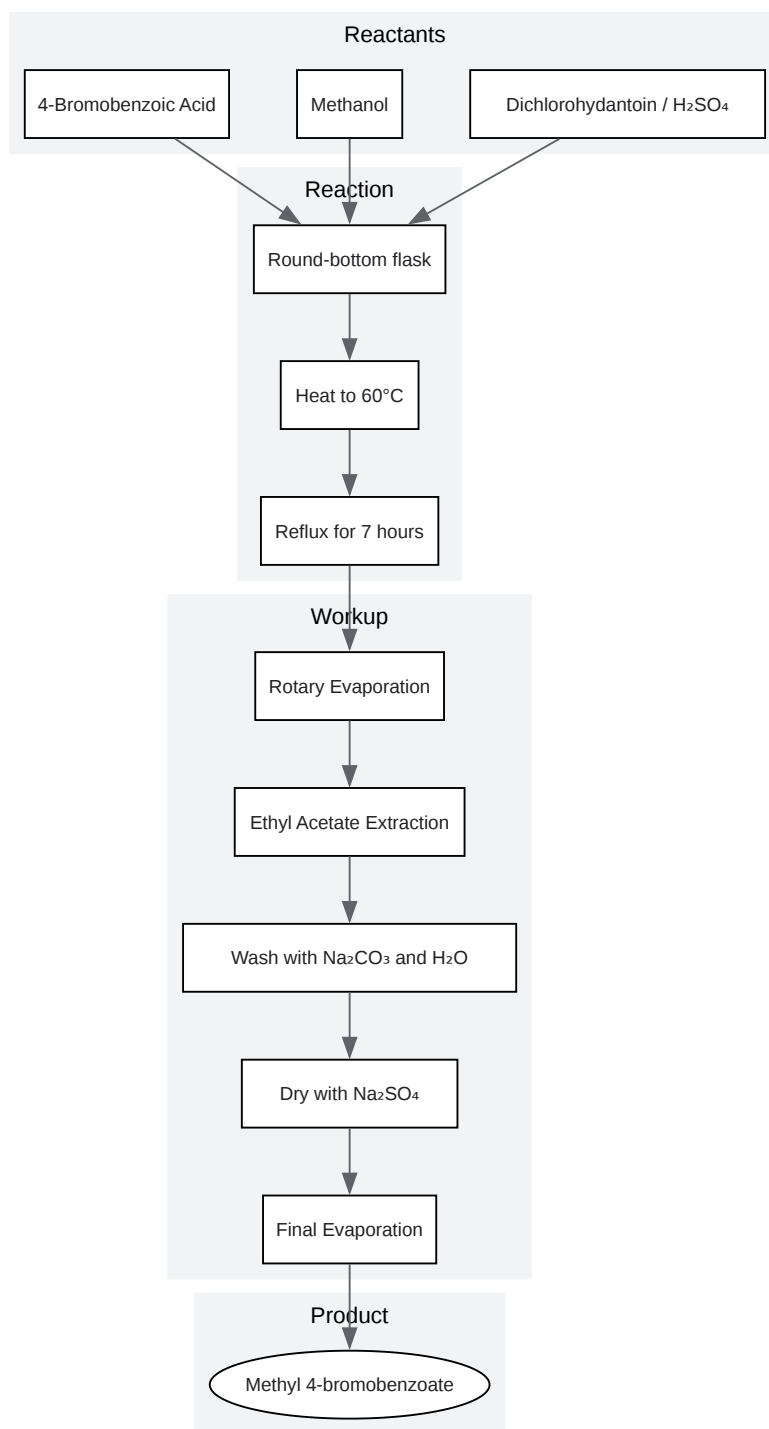 Reactants
4-Bromobenzoic Acid
Methanol
Dichlorohydantoin / H₂SO₄
Reaction
Round-bottom flask
Heat to 60°C
Reflux for 7 hours
Workup
Rotary Evaporation
Ethyl Acetate Extraction
Wash with Na₂CO₃ and H₂O
Dry with Na₂SO₄
Final Evaporation
Product
Methyl 4-bromobenzoate